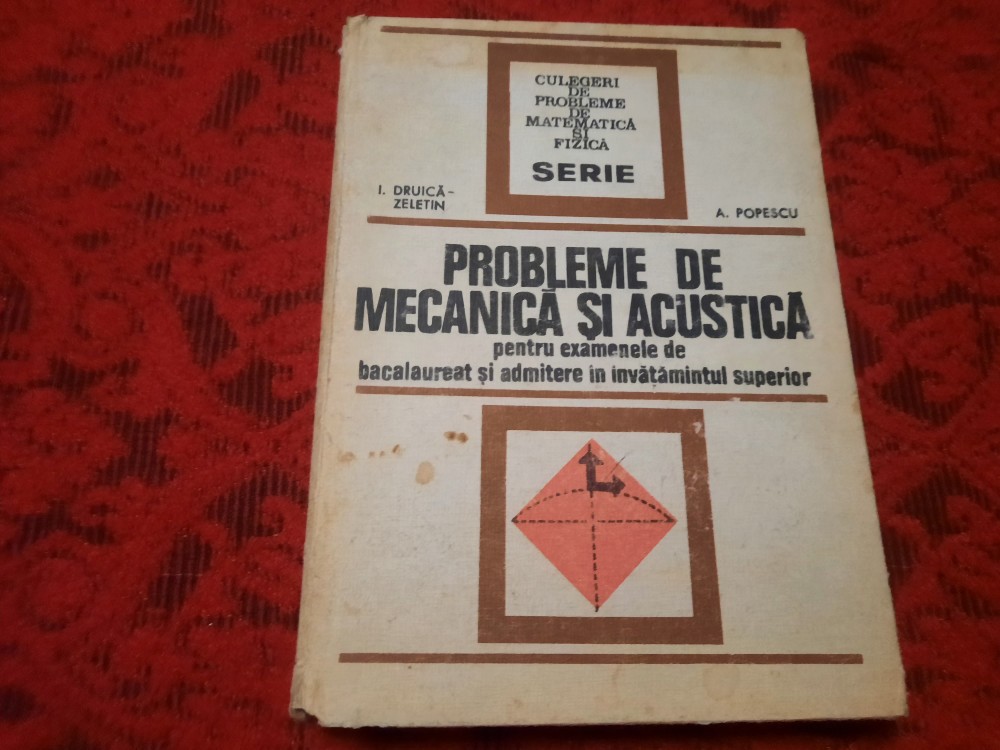 CULEGERI
DE
PROBLEME
DE
MATEMATICĂ
ŞI
FIZICĂ
SERIE
I. DRUICĂ-
ZELETIN
A. POPESCU
PROBLEME DE
MECANICĂ ŞI ACUSTICĂ
pentru examenele de
bacalaureat şi admitere in invăţămintul superior